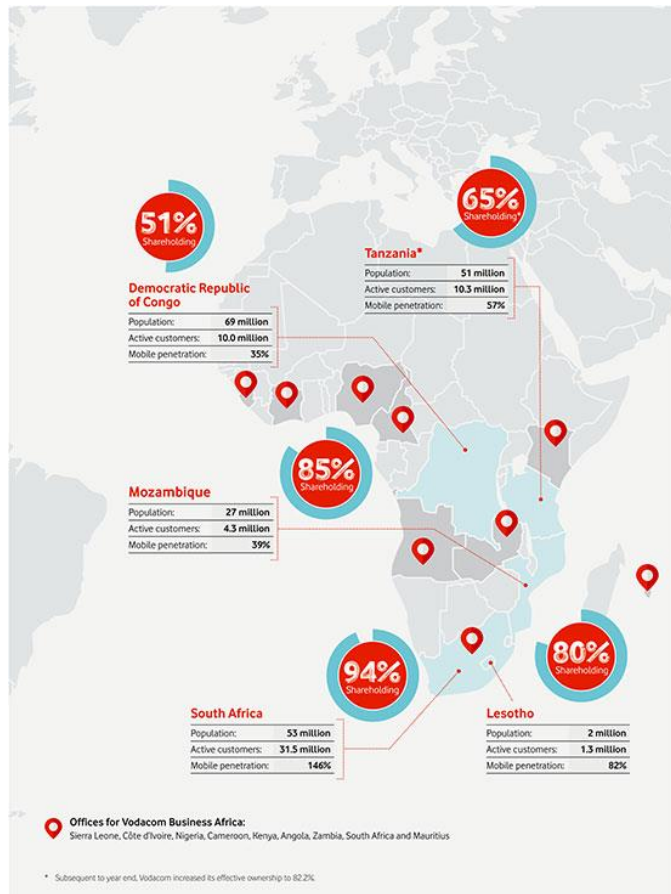 51%
Shareholding
65%
Shareholding*
Democratic Republic
of Congo
Population: 69 million
Active customers: 10.0 million
Mobile penetration: 35%
Tanzania*
Population: 51 million
Active customers: 10.3 million
Mobile penetration: 57%
85%
Shareholding
Mozambique
Population: 27 million
Active customers: 4.3 million
Mobile penetration: 39%
94%
Shareholding
80%
Shareholding
South Africa
Population: 53 million
Active customers: 31.5 million
Mobile penetration: 146%
Lesotho
Population: 2 million
Active customers: 1.3 million
Mobile penetration: 82%
Offices for Vodacom Business Africa:
Sierra Leone, Côte d'Ivoire, Nigeria, Cameroon, Kenya, Angola, Zambia, South Africa and Mauritius
* Subsequent to year end, Vodacom increased its effective ownership to 82.2%.